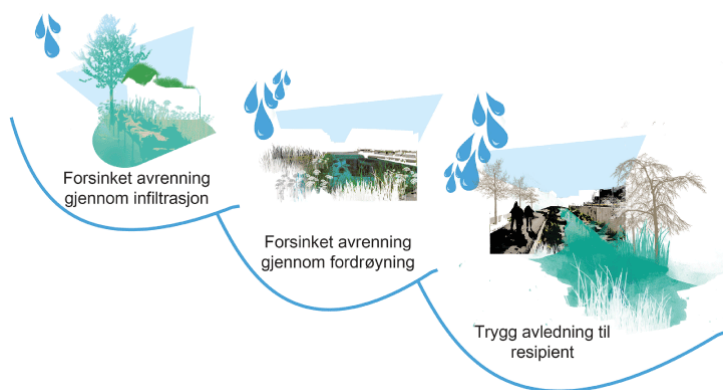 Forsinket avrenning
gjennom infiltrasjon
Forsinket avrenning
gjennom fordrøyning
Trygg avledning til
resipient